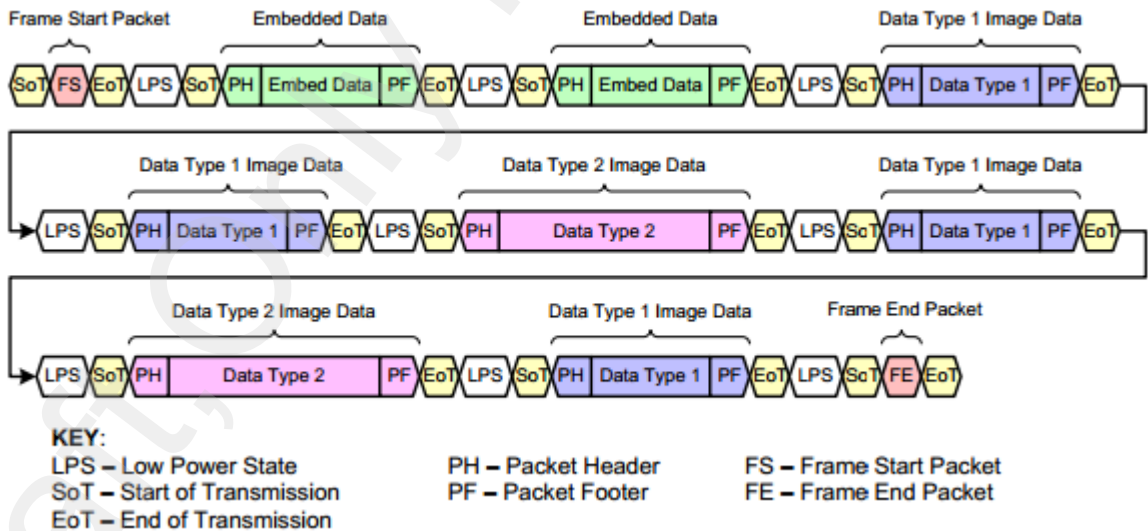 Frame Start Packet Embedded Data Embedded Data Data Type 1 Image Data
SoT FS EoT LPS SoT PH Embed Data PF EoT LPS SoT PH Embed Data PF EoT LPS SoT PH Data Type 1 PF EoT
Data Type 1 Image Data Data Type 2 Image Data Data Type 1 Image Data
LPS SoT PH Data Type 1 PF EoT LPS SoT PH Data Type 2 PF EoT LPS SoT PH Data Type 1 PF EoT
Data Type 2 Image Data Data Type 1 Image Data Frame End Packet
LPS SoT PH Data Type 2 PF EoT LPS SoT PH Data Type 1 PF EoT LPS SoT FE EoT
KEY:
LPS – Low Power State PH – Packet Header FS – Frame Start Packet
SoT – Start of Transmission PF – Packet Footer FE – Frame End Packet
EoT – End of Transmission